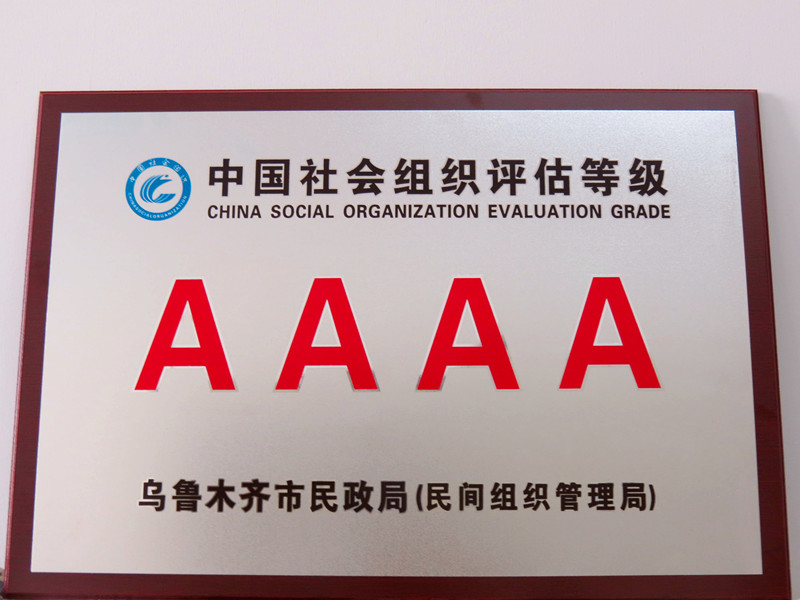 中国社会组织评估等级
CHINA SOCIAL ORGANIZATION EVALUATION GRADE
AAAA
乌鲁木齐市民政局(民间组织管理局)